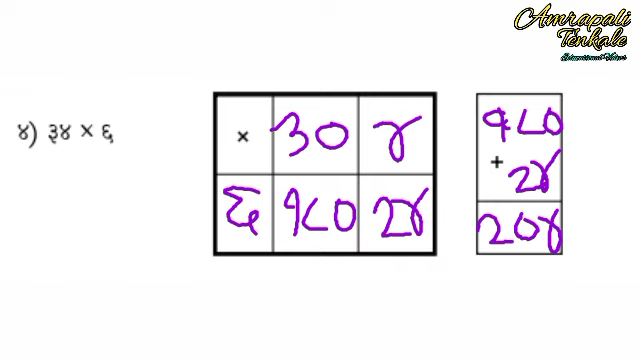 Amrapali
Tenkale
४) ३४ × ६
× ३० ४
६ १८० २४
१८०
+ २४
२०४